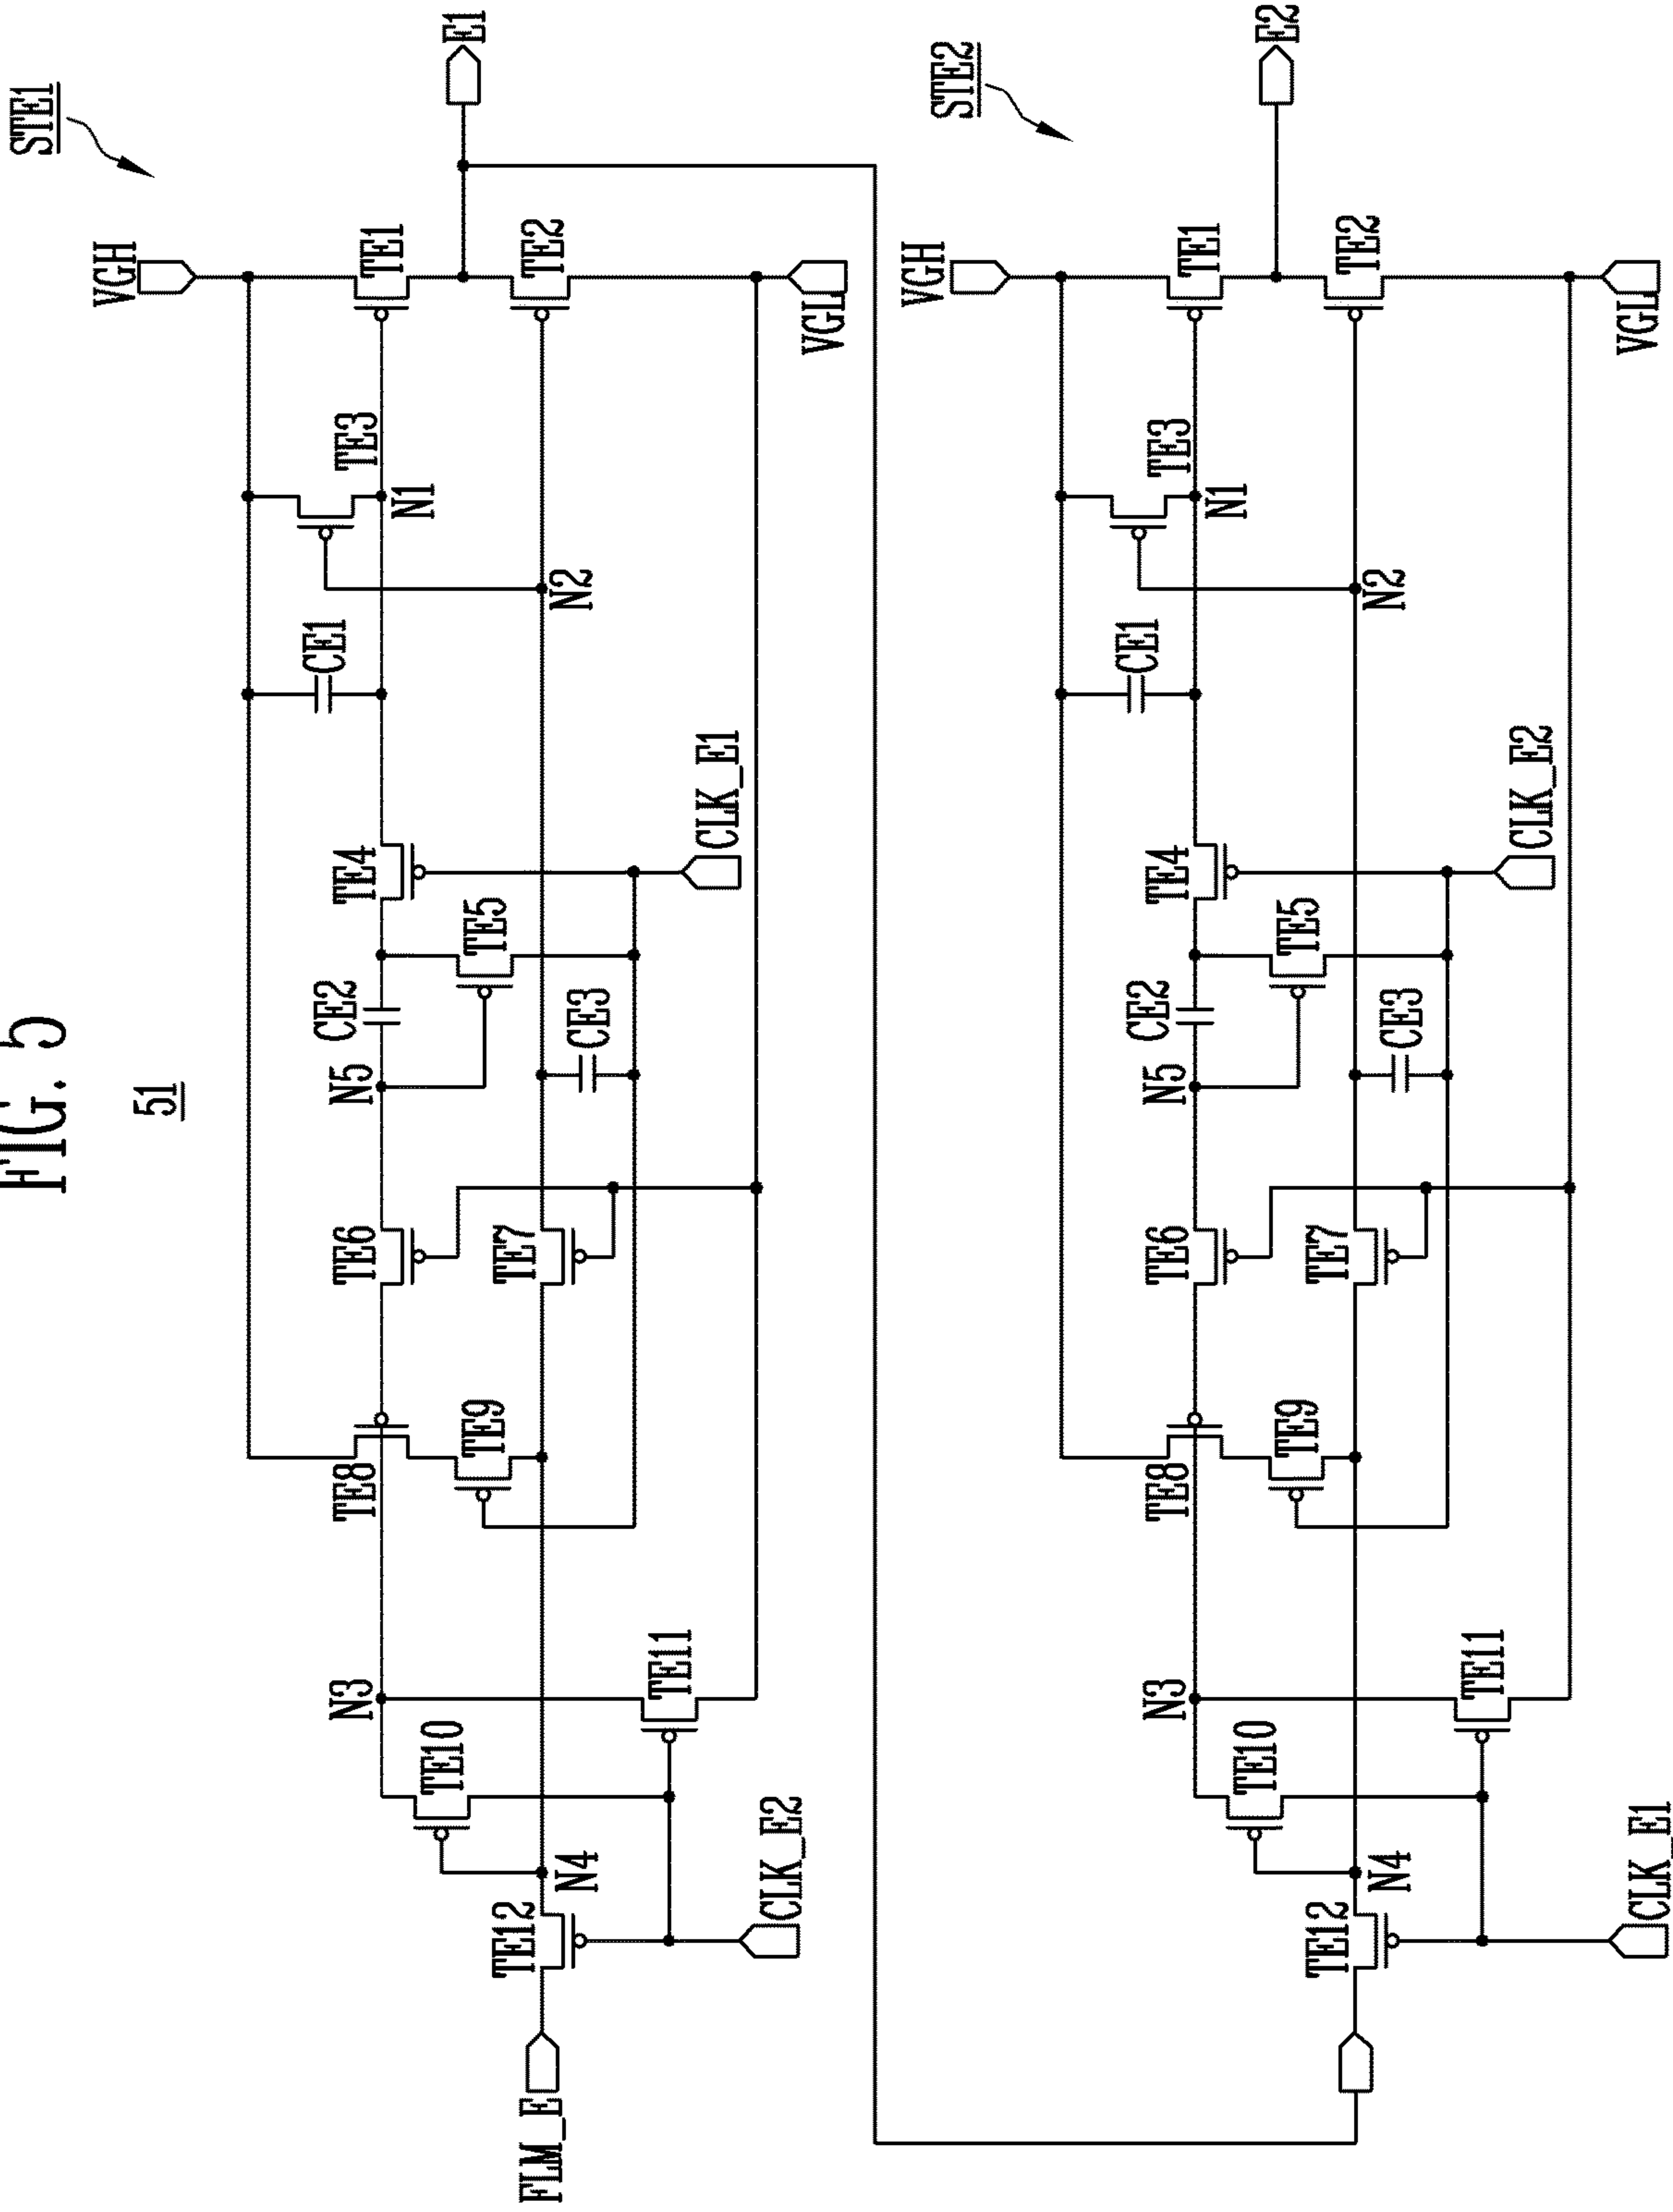 FIG. 5
51
STE1
FLM_E
TE12
N4
CLK_E2
TE10
N3
TE11
TE8
TE9
TE6
TE7
N5
CE2
CE3
TE5
TE4
CLK_E1
CE1
N2
N1
TE3
VGH
TE1
TE2
VGL
E1
STE2
TE12
N4
CLK_E1
TE10
N3
TE11
TE8
TE9
TE6
TE7
N5
CE2
CE3
TE5
TE4
CLK_E2
CE1
N2
N1
TE3
VGH
TE1
TE2
VGL
E2